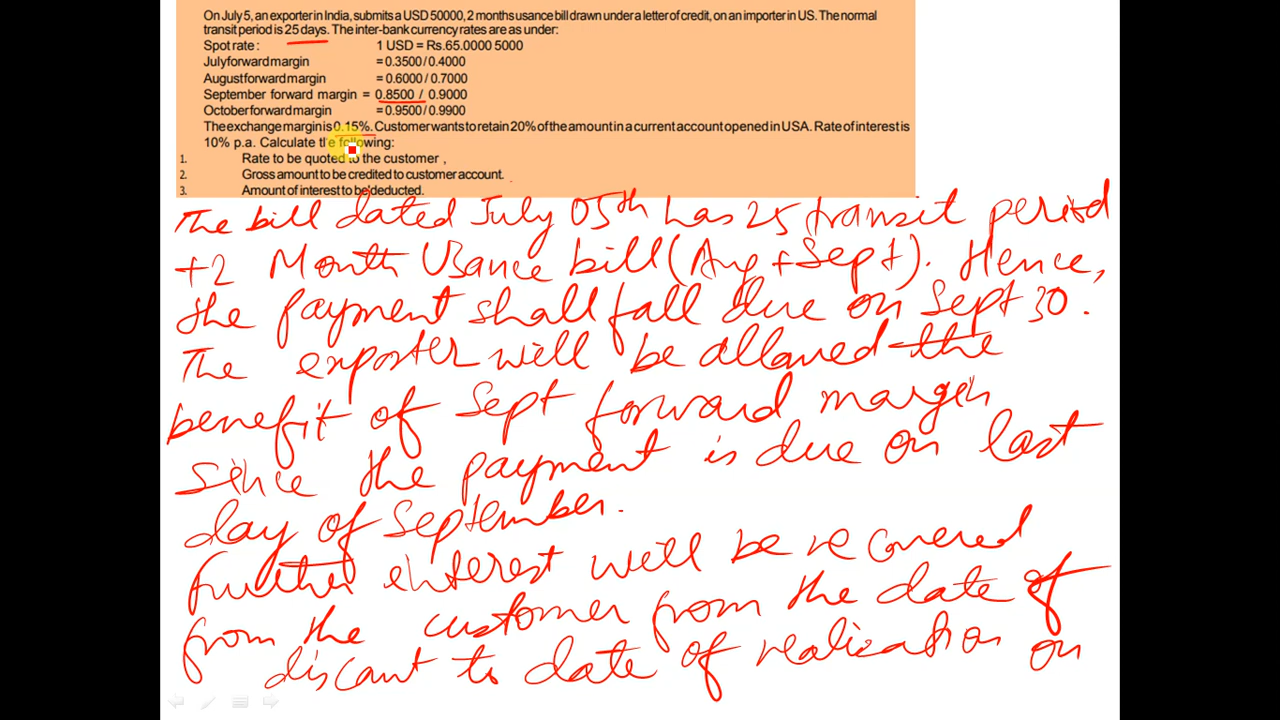 On July 5, an exporter in India, submits a USD 50000, 2 months usance bill drawn under a letter of credit, on an importer in US. The normal
transit period is 25 days. The inter-bank currency rates are as under:
Spot rate : 1 USD = Rs.65.0000 5000
July forward margin = 0.3500 / 0.4000
August forward margin = 0.6000 / 0.7000
September forward margin = 0.8500 / 0.9000
October forward margin = 0.9500 / 0.9900
The exchange margin is 0.15%. Customer wants to retain 20% of the amount in a current account opened in USA. Rate of interest is
10% p.a. Calculate the following:
1. Rate to be quoted to the customer ,
2. Gross amount to be credited to customer account.
3. Amount of interest to be deducted.
The bill dated July 05th has 25 transit period
+2 Month Usance bill (Aug + Sept). Hence,
the payment shall fall due on Sept 30.
The exporter will be allowed the
benefit of Sept forward margin
since the payment is due on last
day of September.
further interest will be recovered
from the customer from the date of
discount to date of realization on